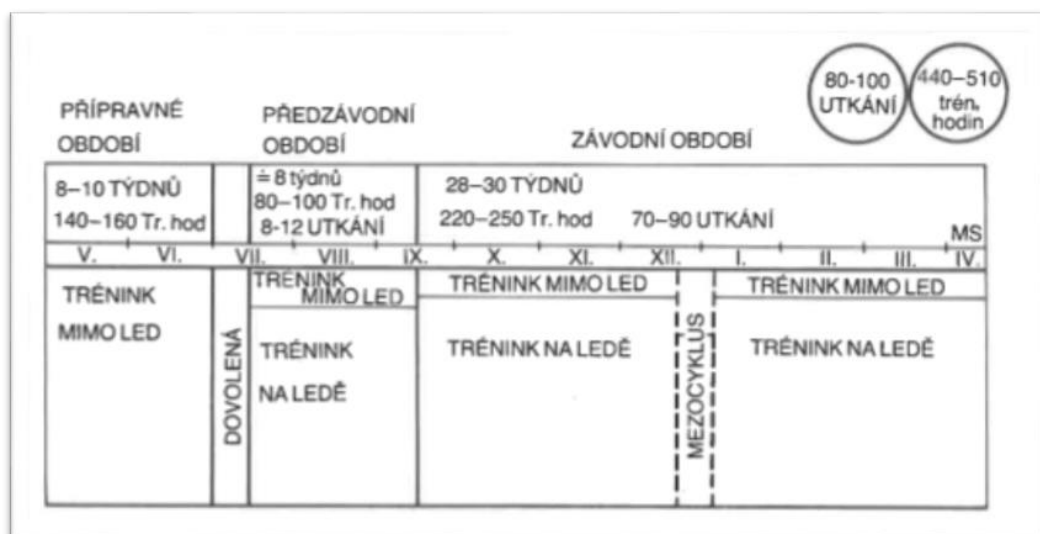 80-100
UTKÁNÍ
440–510
trén.
hodin
PŘÍPRAVNÉ
OBDOBÍ
PŘEDZÁVODNÍ
OBDOBÍ
ZÁVODNÍ OBDOBÍ
8–10 TÝDNŮ
140–160 Tr. hod
≐ 8 týdnů
80–100 Tr. hod
8-12 UTKÁNÍ
28–30 TÝDNŮ
220–250 Tr. hod 70–90 UTKÁNÍ
MS
V. VI. VII. VIII. IX. X. XI. XII. I. II. III. IV.
TRÉNINK
MIMO LED
DOVOLENÁ
TRÉNINK
MIMO LED
TRÉNINK
NA LEDĚ
TRÉNINK MIMO LED
TRÉNINK NA LEDĚ
MEZOCYKLUS
TRÉNINK MIMO LED
TRÉNINK NA LEDĚ